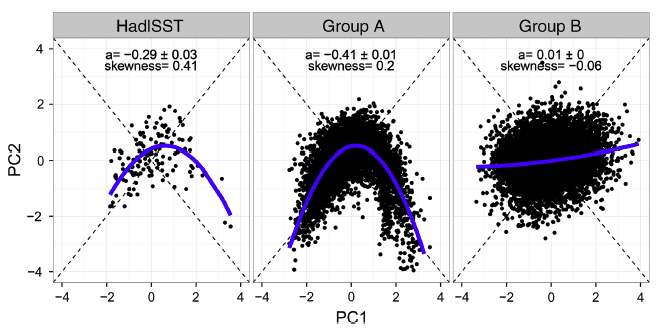 HadISST Group A Group B
a= −0.29 ± 0.03 a= −0.41 ± 0.01 a= 0.01 ± 0
skewness= 0.41 skewness= 0.2 skewness= −0.06
4
2
0
−2
−4
PC2
−4 −2 0 2 4 −4 −2 0 2 4 −4 −2 0 2 4
PC1